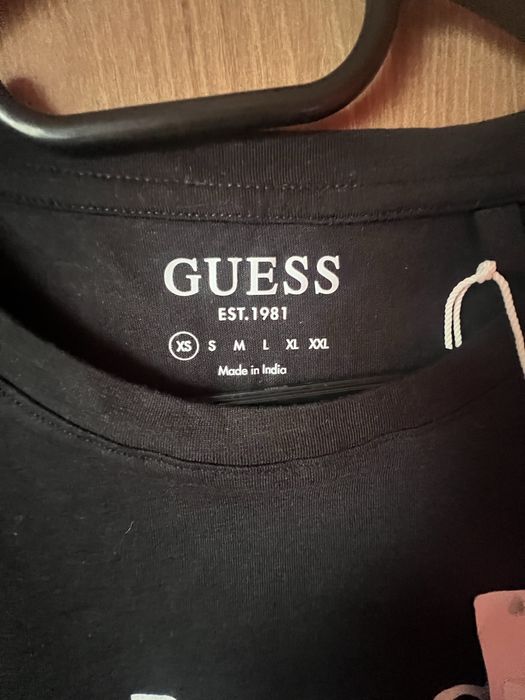 GUESS
EST.1981
XS S M L XL XXL
Made in India